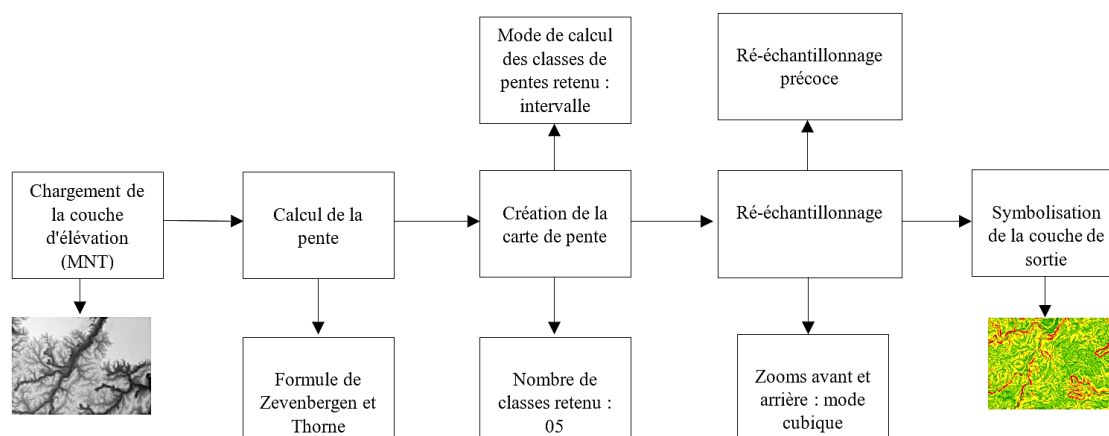 Mode de calcul
des classes de
pentes retenu :
intervalle
Ré-échantillonnage
précoce
Chargement de
la couche
d'élévation
(MNT)
Calcul de la
pente
Création de la
carte de pente
Ré-échantillonnage
Symbolisation
de la couche de
sortie
Formule de
Zevenbergen et
Thorne
Nombre de
classes retenu :
05
Zooms avant et
arrière : mode
cubique